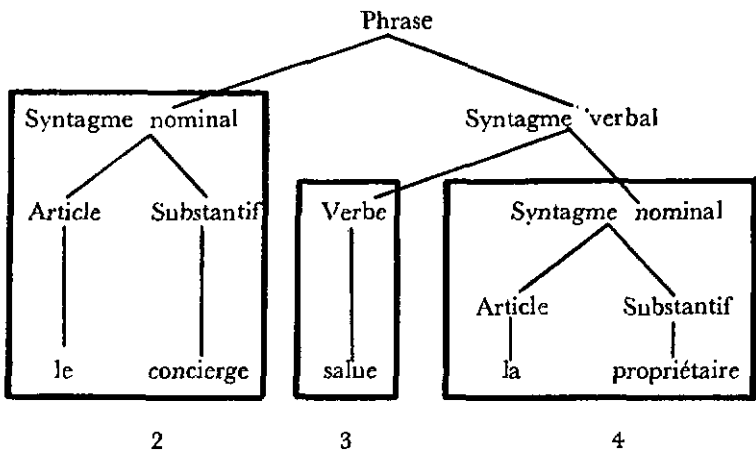 Phrase
Syntagme nominal Syntagme verbal
Article Substantif Verbe Syntagme nominal
Article Substantif
le concierge salue la propriétaire
2 3 4